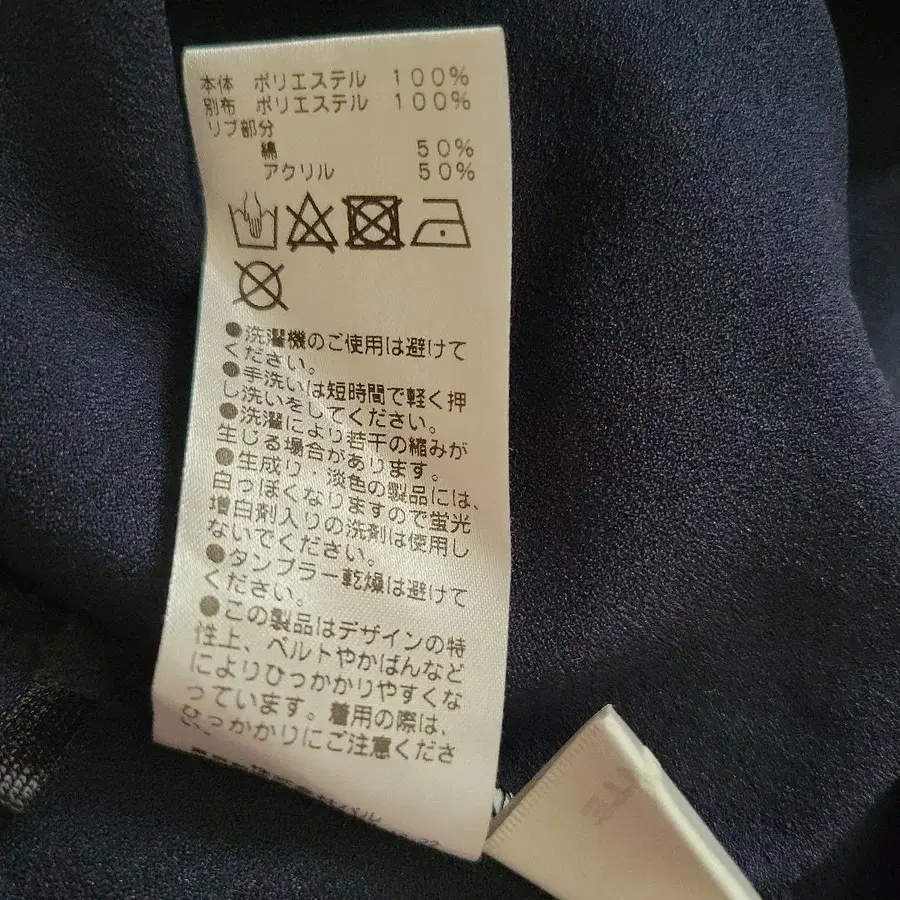 本体 ポリエステル 100%
別布 ポリエステル 100%
リブ部分
綿 50%
アクリル 50%
●洗濯機のご使用は避けて
ください。
●手洗いは短時間で軽く押
し洗いをしてください。
●洗濯により若干の縮みが
生じる場合があります。
●生成り・淡色の製品には、
白っぽくなりますので蛍光
増白剤入りの洗剤は使用し
ないでください。
●タンブラー乾燥は避けて
ください。
●この製品はデザインの特
性上、ベルトやかばんなど
によりひっかかりやすくな
っています。着用の際は、
ひっかかりにご注意くださ